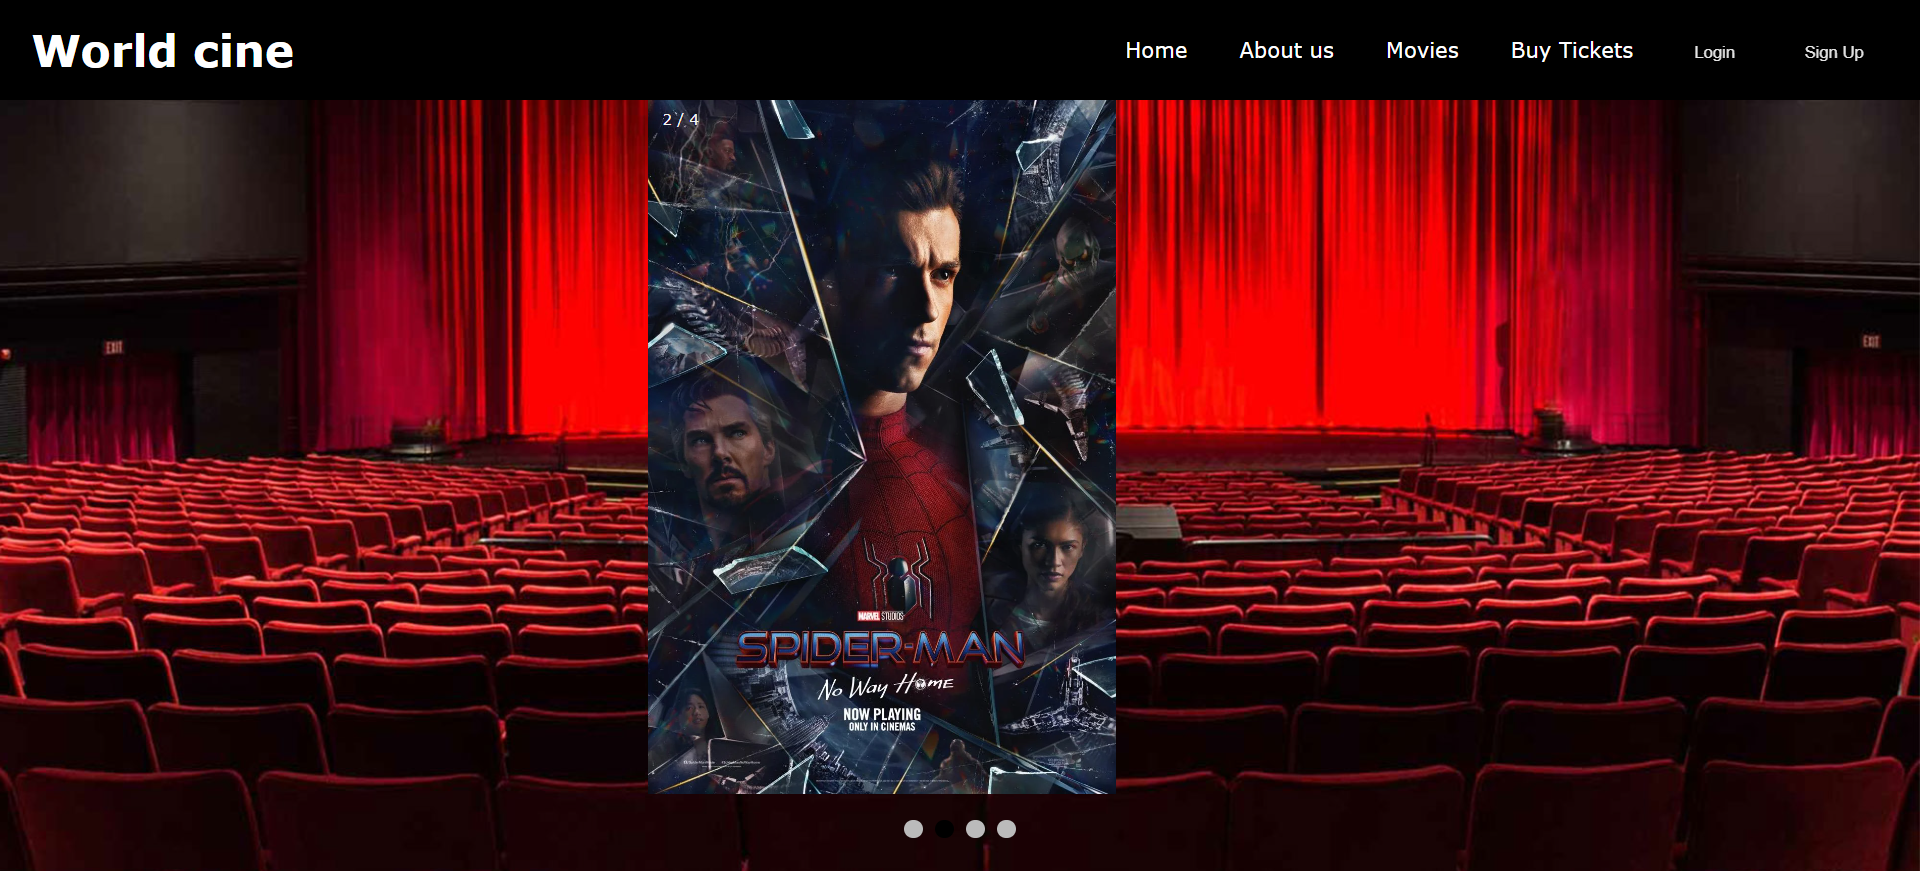 World cine
Home About us Movies Buy Tickets Login Sign Up
2 / 4
EXIT
EXIT
MARVEL STUDIOS
SPIDER-MAN
No Way Home
NOW PLAYING
ONLY IN CINEMAS